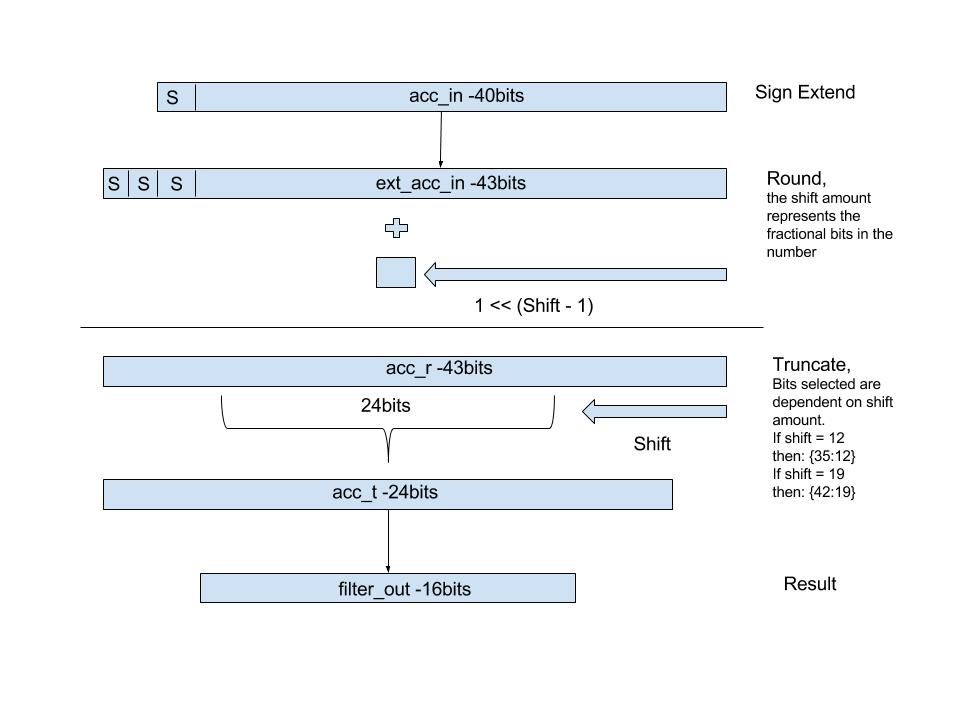 S
acc_in -40bits
Sign Extend
S
S
S
ext_acc_in -43bits
Round,
the shift amount
represents the
fractional bits in the
number
1 << (Shift - 1)
acc_r -43bits
Truncate,
Bits selected are
dependent on shift
amount.
If shift = 12
then: {35:12}
If shift = 19
then: {42:19}
24bits
Shift
acc_t -24bits
filter_out -16bits
Result